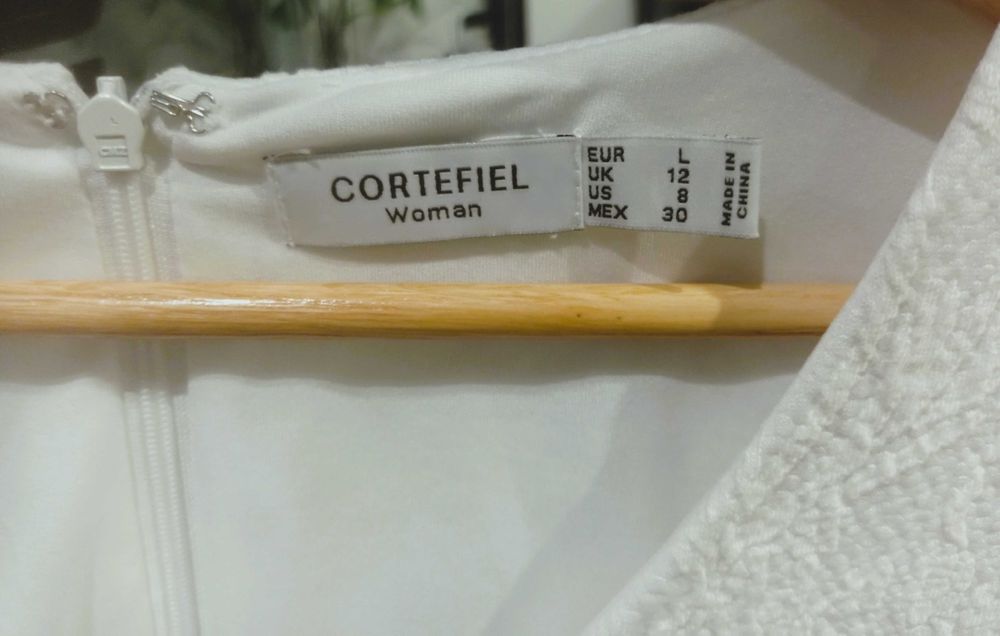 CORTEFIEL
Woman
EUR L
UK 12
US 8
MEX 30
MADE IN
CHINA